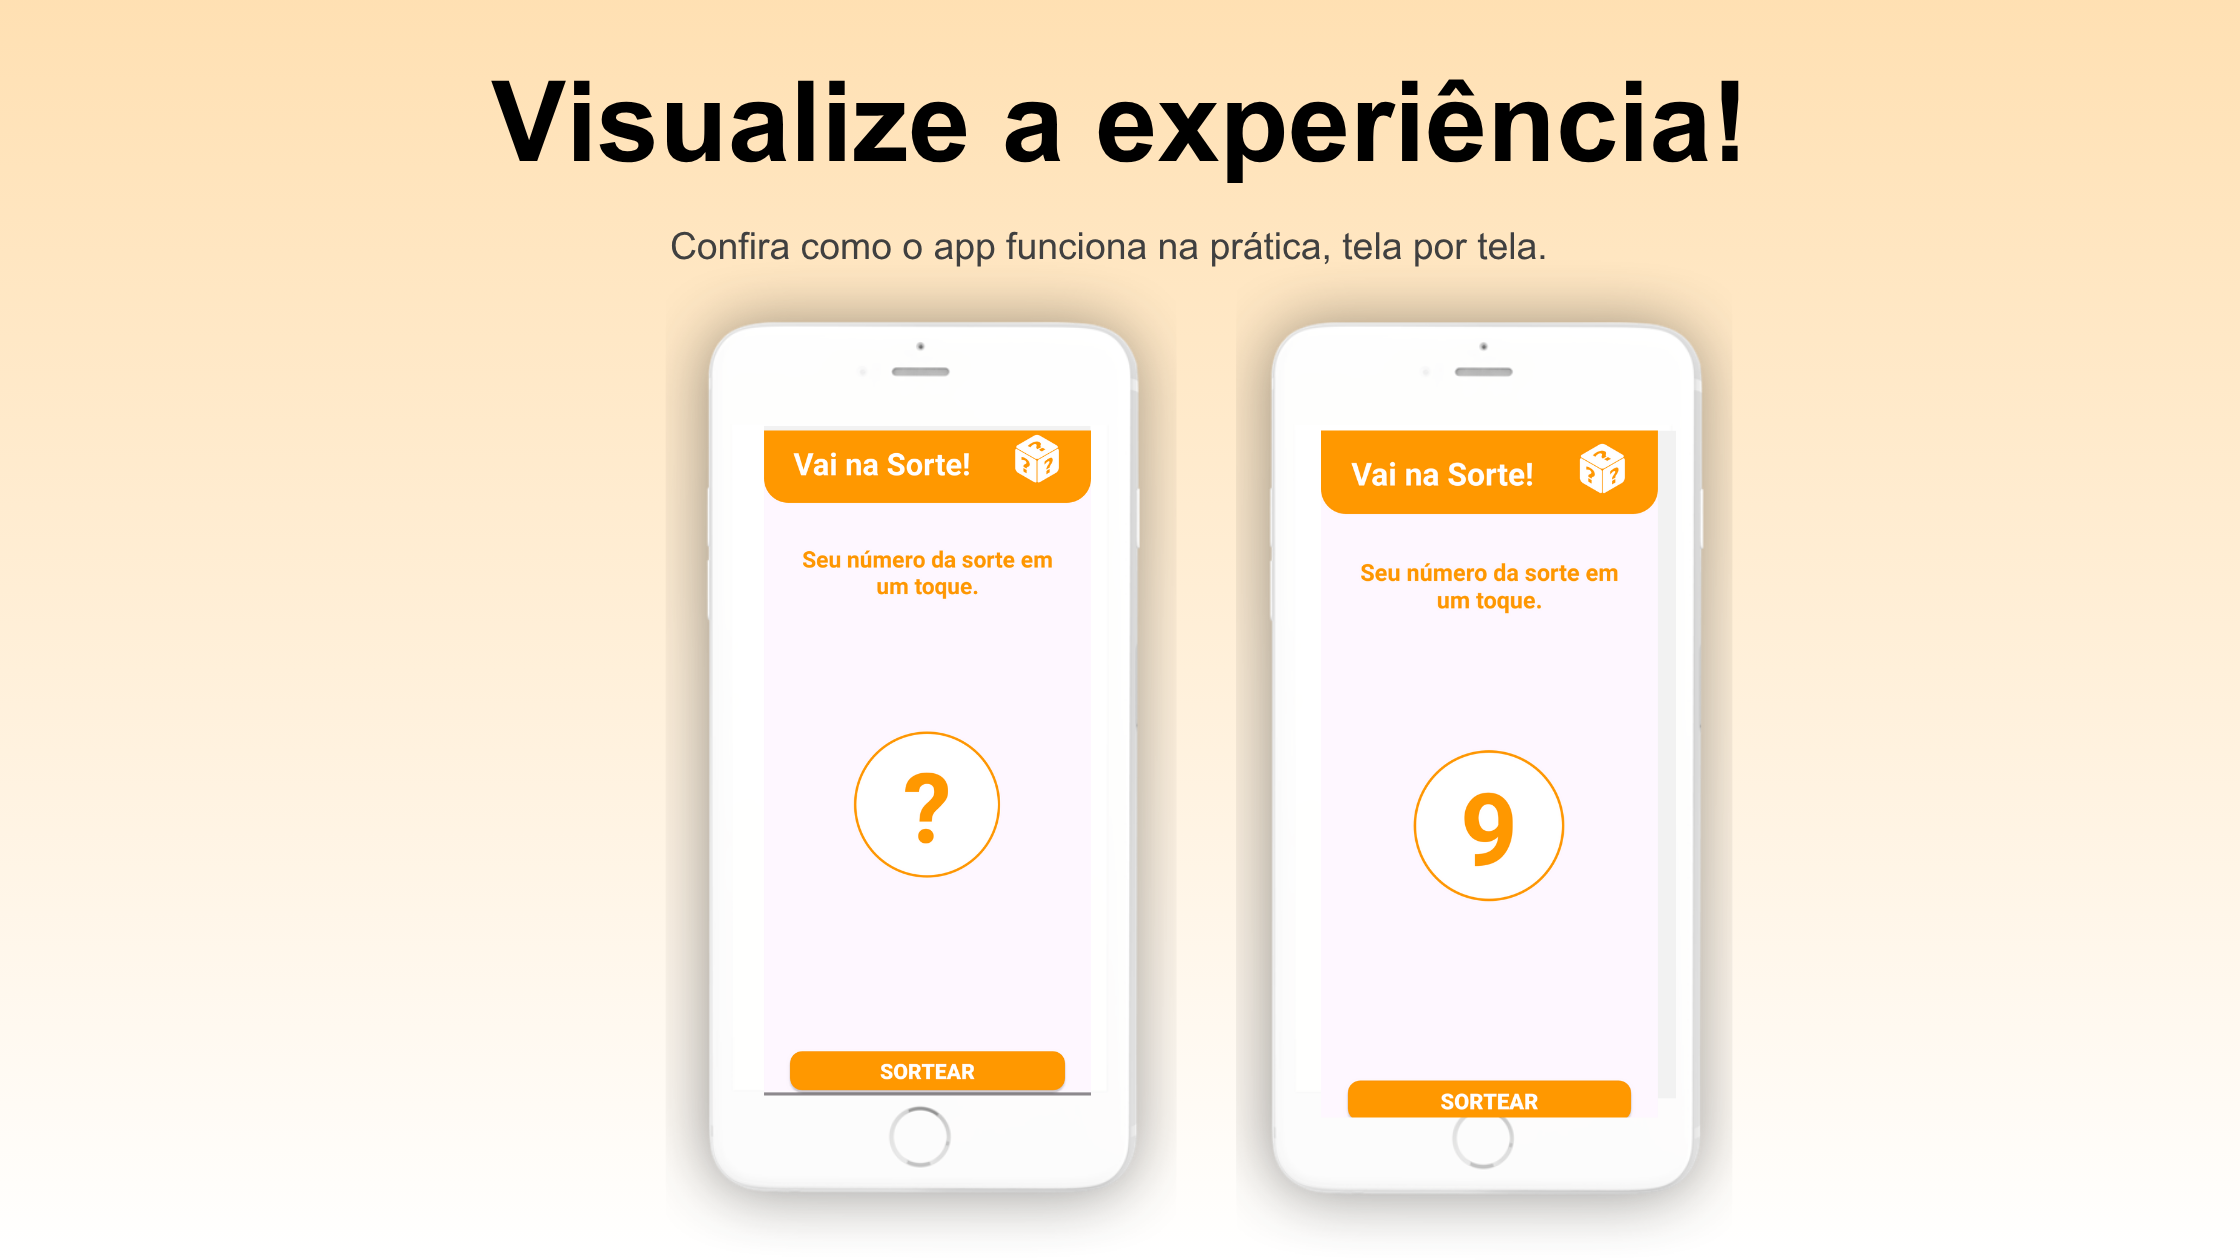 Visualize a experiência!
Confira como o app funciona na prática, tela por tela.
Vai na Sorte!
? ? ?
Seu número da sorte em
um toque.
?
SORTEAR
Vai na Sorte!
? ? ?
Seu número da sorte em
um toque.
9
SORTEAR